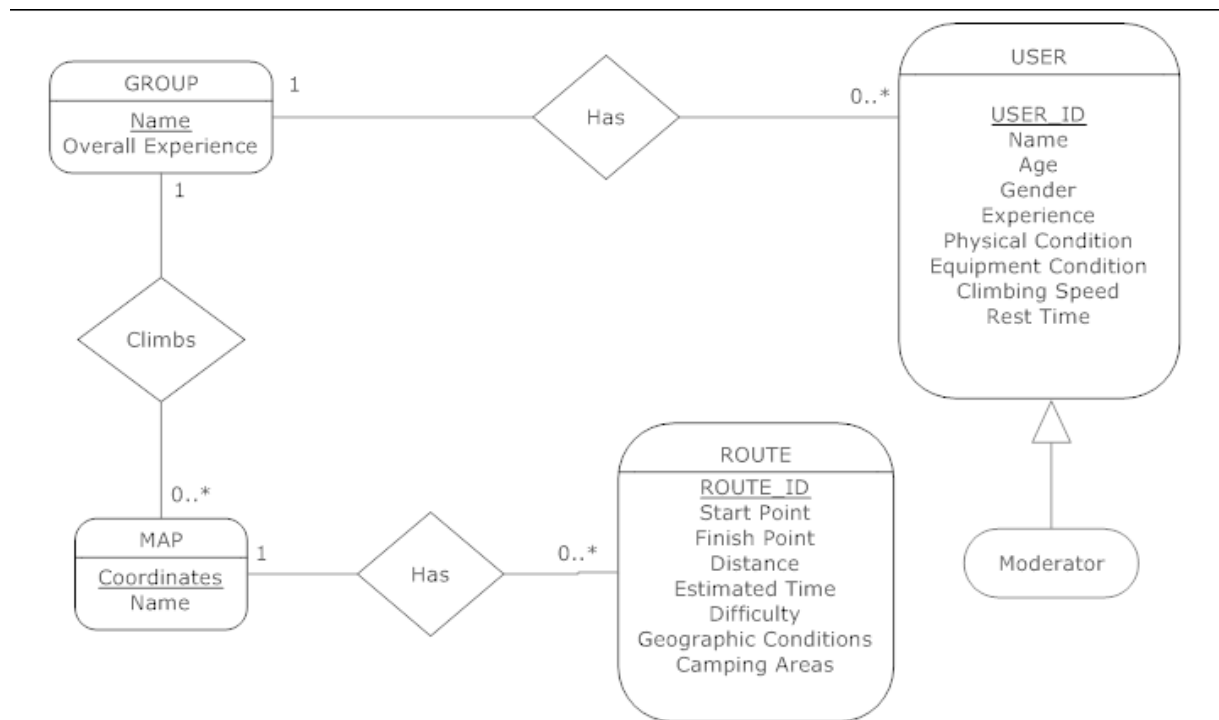 GROUP
Name
Overall Experience
1
Has
0..*
USER
USER_ID
Name
Age
Gender
Experience
Physical Condition
Equipment Condition
Climbing Speed
Rest Time
1
Climbs
0..*
MAP
Coordinates
Name
1
Has
0..*
ROUTE
ROUTE_ID
Start Point
Finish Point
Distance
Estimated Time
Difficulty
Geographic Conditions
Camping Areas
Moderator